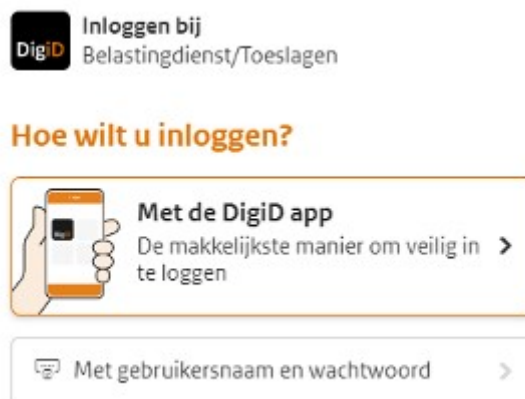 DigiD
Inloggen bij
Belastingdienst/Toeslagen
Hoe wilt u inloggen?
Met de DigiD app
De makkelijkste manier om veilig in
te loggen
Met gebruikersnaam en wachtwoord